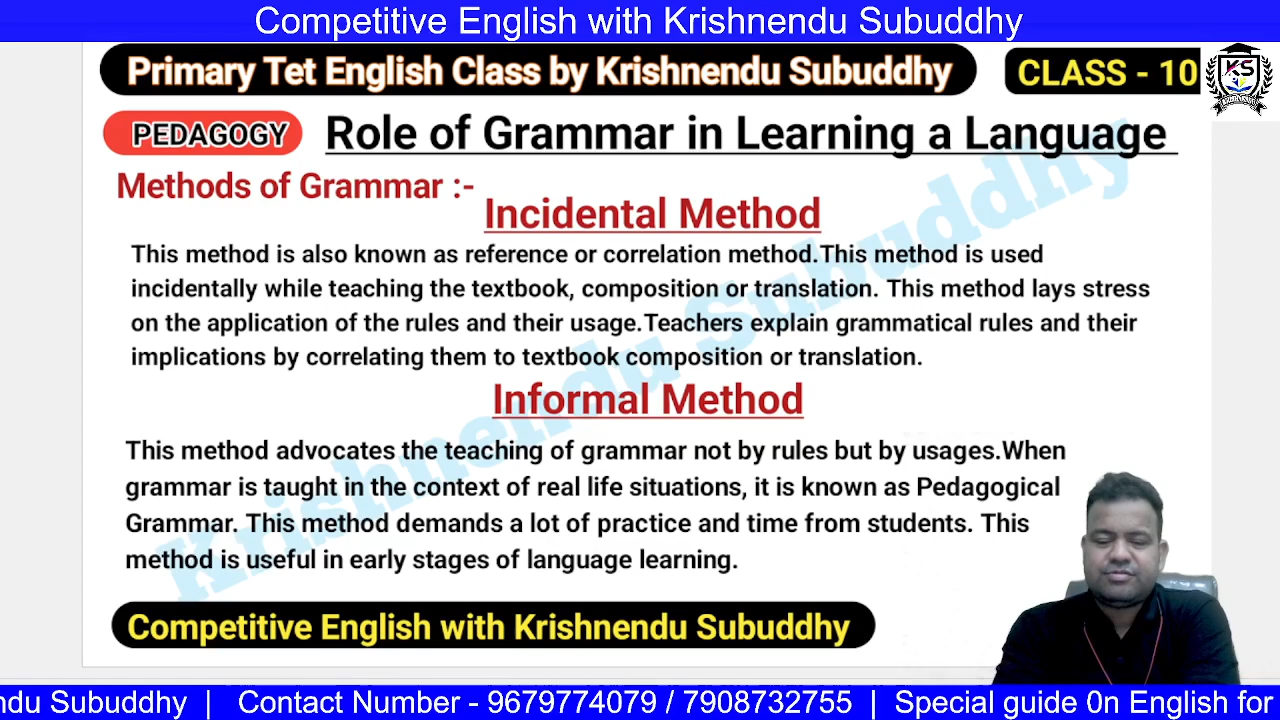 Competitive English with Krishnendu Subuddhy
Primary Tet English Class by Krishnendu Subuddhy
CLASS - 10
KS
PEDAGOGY
Role of Grammar in Learning a Language
Methods of Grammar :-
Incidental Method
This method is also known as reference or correlation method.This method is used
incidentally while teaching the textbook, composition or translation. This method lays stress
on the application of the rules and their usage.Teachers explain grammatical rules and their
implications by correlating them to textbook composition or translation.
Informal Method
This method advocates the teaching of grammar not by rules but by usages.When
grammar is taught in the context of real life situations, it is known as Pedagogical
Grammar. This method demands a lot of practice and time from students. This
method is useful in early stages of language learning.
Krishnendu Subuddhy
Competitive English with Krishnendu Subuddhy
ndu Subuddhy | Contact Number - 9679774079 / 7908732755 | Special guide 0n English for